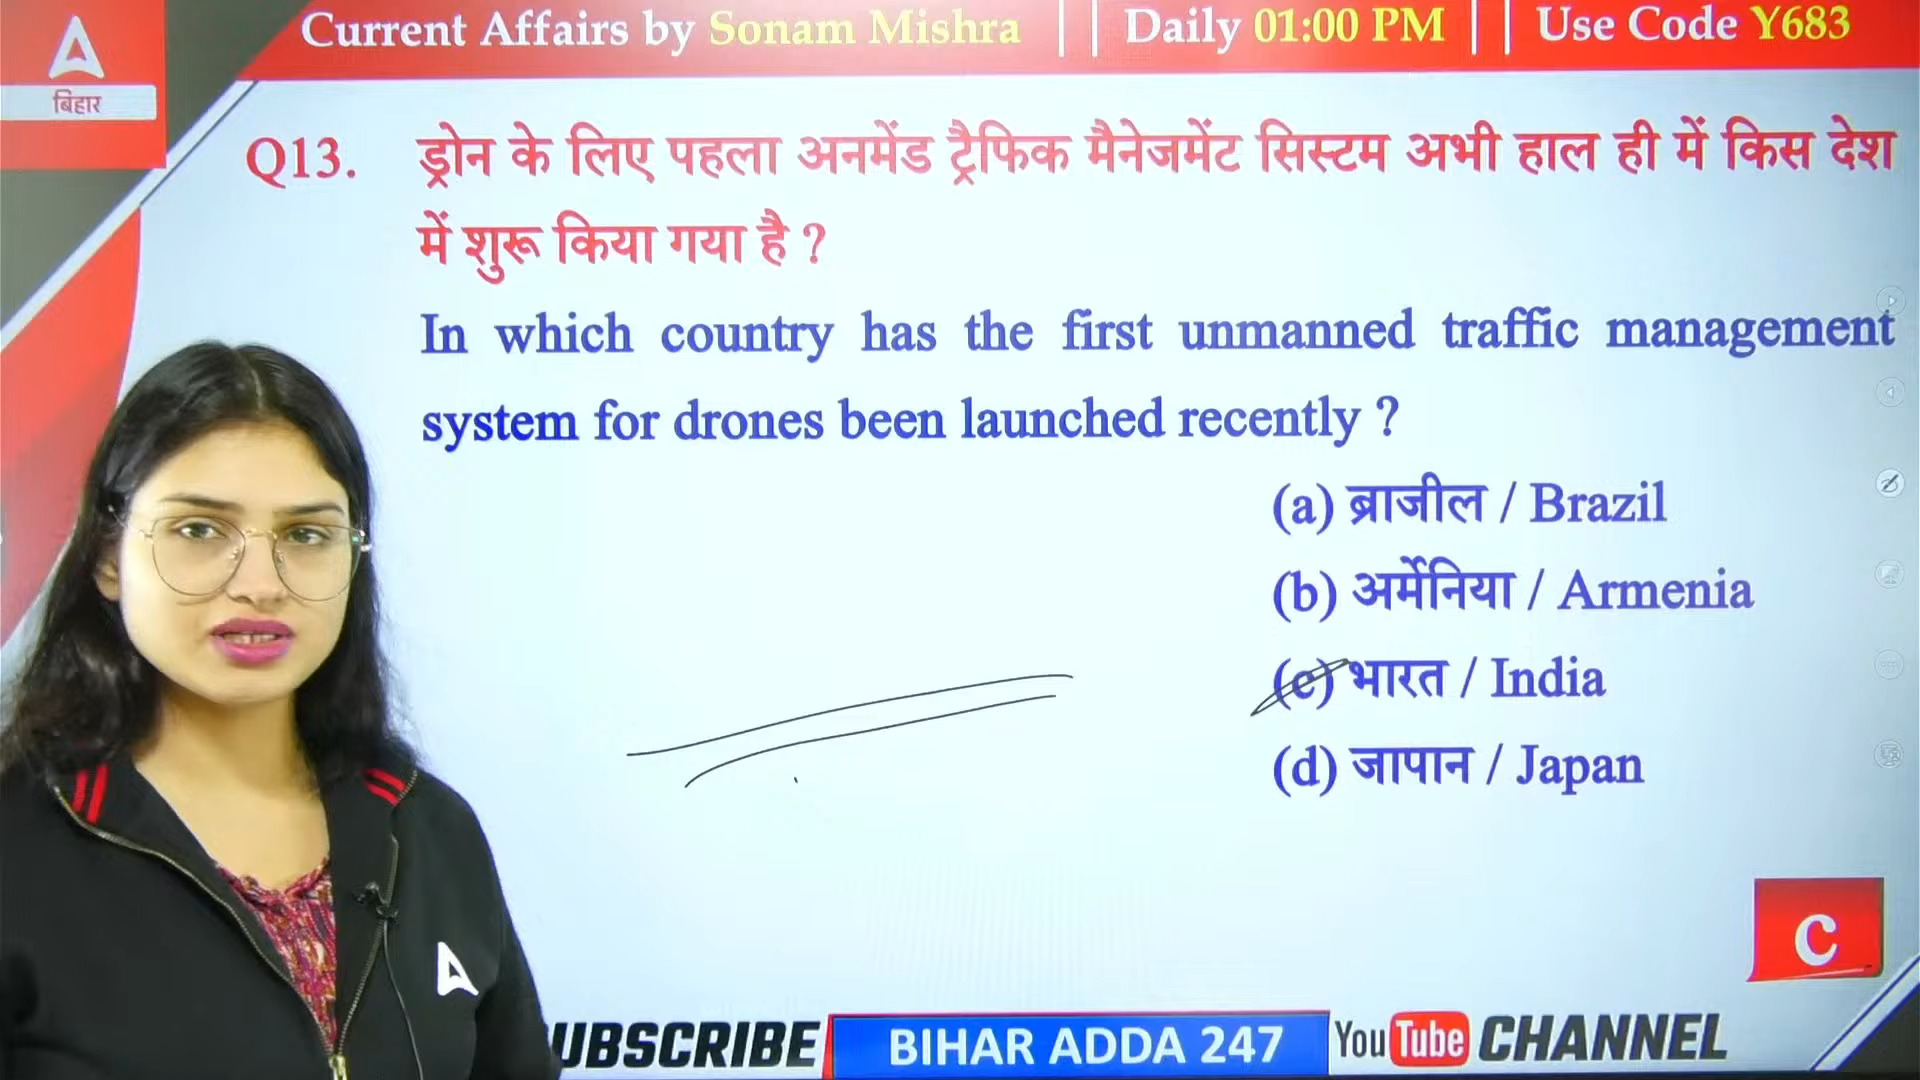 Current Affairs by Sonam Mishra || Daily 01:00 PM || Use Code Y683
बिहार
Q13. ड्रोन के लिए पहला अनमेंड ट्रैफिक मैनेजमेंट सिस्टम अभी हाल ही में किस देश
में शुरू किया गया है ?
In which country has the first unmanned traffic management
system for drones been launched recently ?
(a) ब्राजील / Brazil
(b) अर्मेनिया / Armenia
(c) भारत / India
(d) जापान / Japan
C
UBSCRIBE BIHAR ADDA 247 YouTube CHANNEL